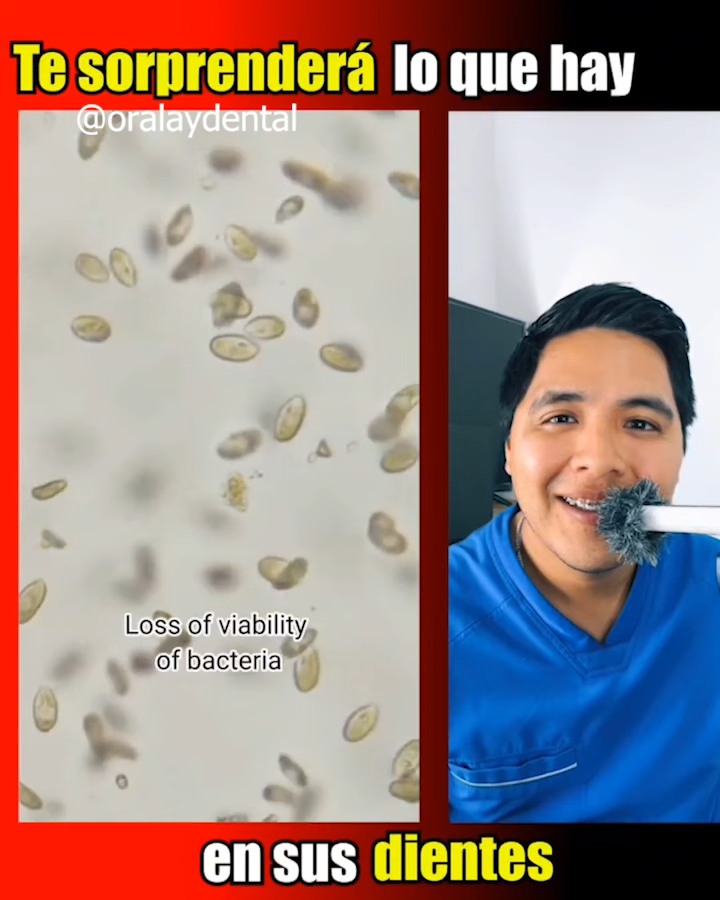 Te sorprenderá lo que hay
@oralaydental
Loss of viability
of bacteria
en sus dientes